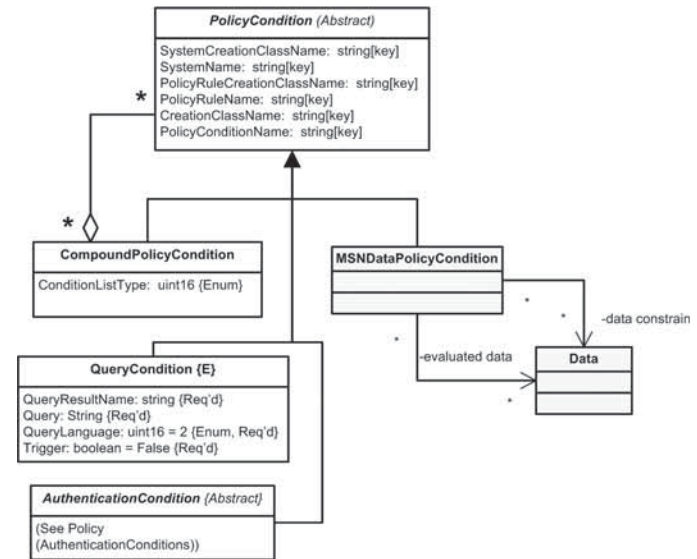 PolicyCondition (Abstract)
SystemCreationClassName: string[key]
SystemName: string[key]
PolicyRuleCreationClassName: string[key]
PolicyRuleName: string[key]
CreationClassName: string[key]
PolicyConditionName: string[key]
*
*
CompoundPolicyCondition
ConditionListType: uint16 {Enum}
MSNDataPolicyCondition
*
*
-data constrain
*
-evaluated data
*
Data
QueryCondition {E}
QueryResultName: string {Req'd}
Query: String {Req'd}
QueryLanguage: uint16 = 2 {Enum, Req'd}
Trigger: boolean = False {Req'd}
AuthenticationCondition {Abstract}
(See Policy
(AuthenticationConditions))